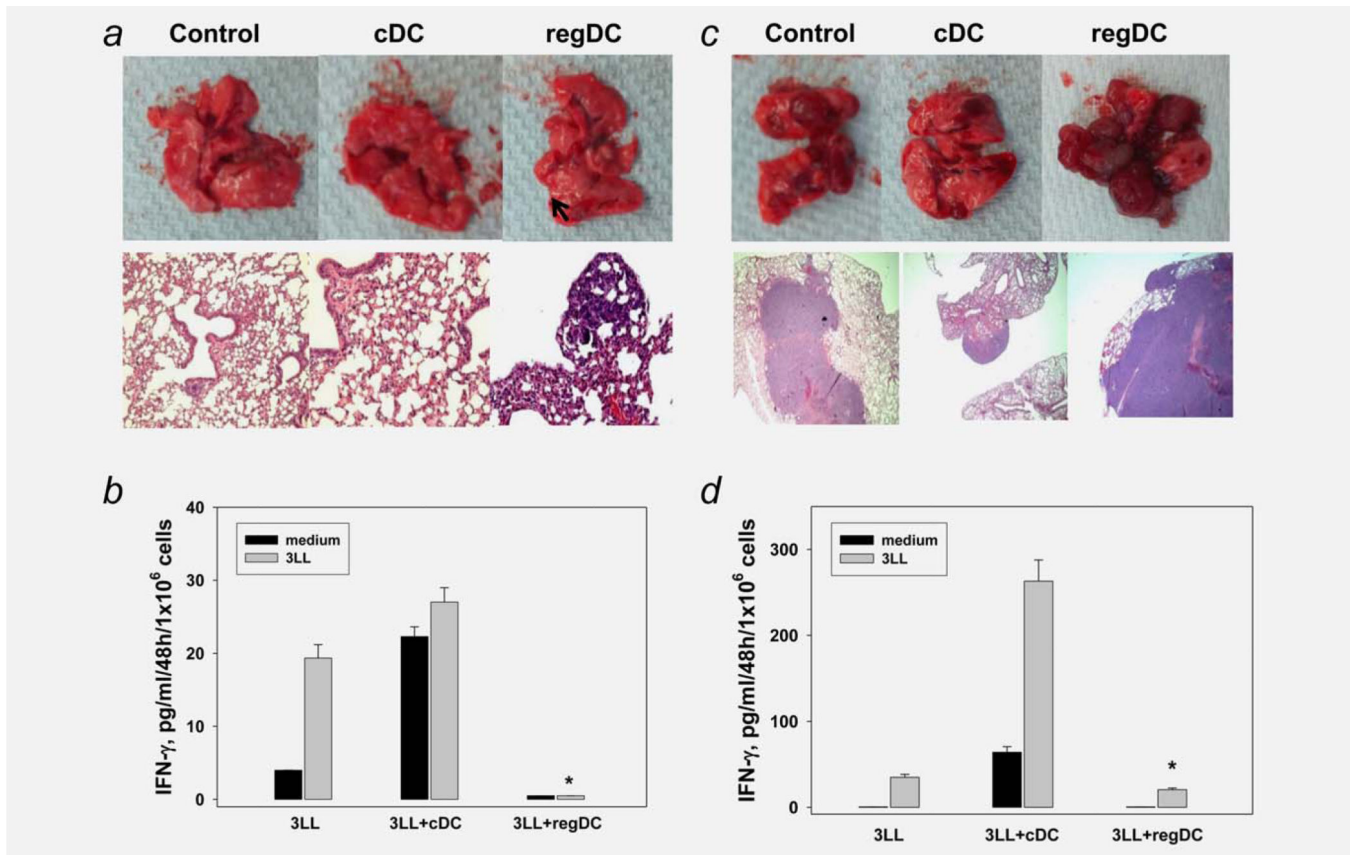 a
Control cDC regDC
c
Control cDC regDC
b
IFN-γ, pg/ml/48h/1x10⁶ cells
40
30
20
10
0
medium
3LL
*
3LL 3LL+cDC 3LL+regDC
d
IFN-γ, pg/ml/48h/1x10⁶ cells
300
200
100
0
medium
3LL
*
3LL 3LL+cDC 3LL+regDC